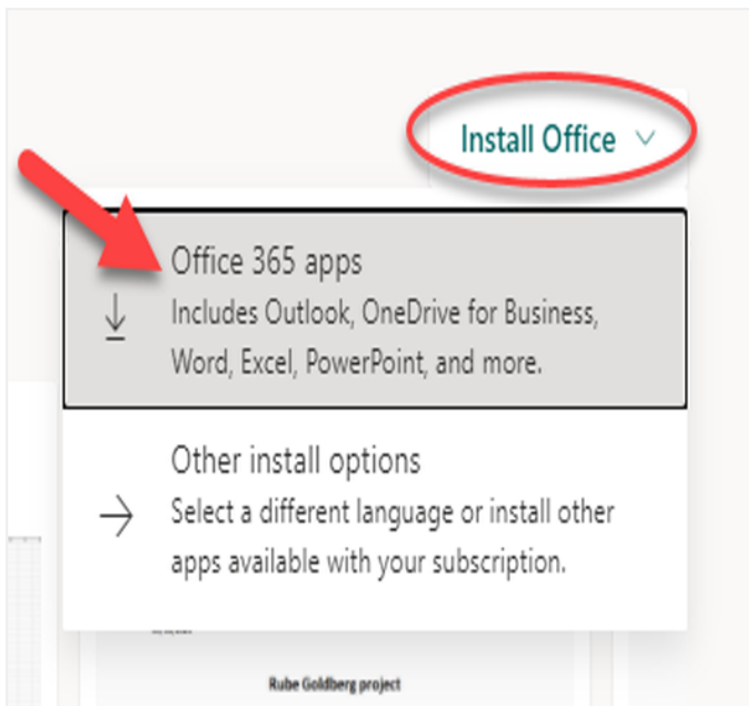 Install Office
Office 365 apps
Includes Outlook, OneDrive for Business,
Word, Excel, PowerPoint, and more.
Other install options
Select a different language or install other
apps available with your subscription.
Rube Goldberg project